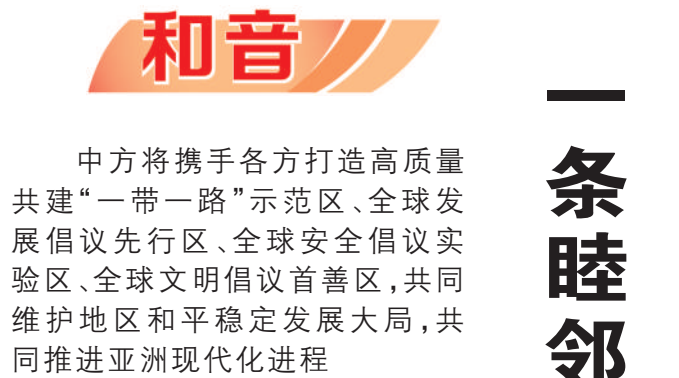 和音
中方将携手各方打造高质量
共建“一带一路”示范区、全球发
展倡议先行区、全球安全倡议实
验区、全球文明倡议首善区，共同
维护地区和平稳定发展大局，共
同推进亚洲现代化进程
一条睦邻